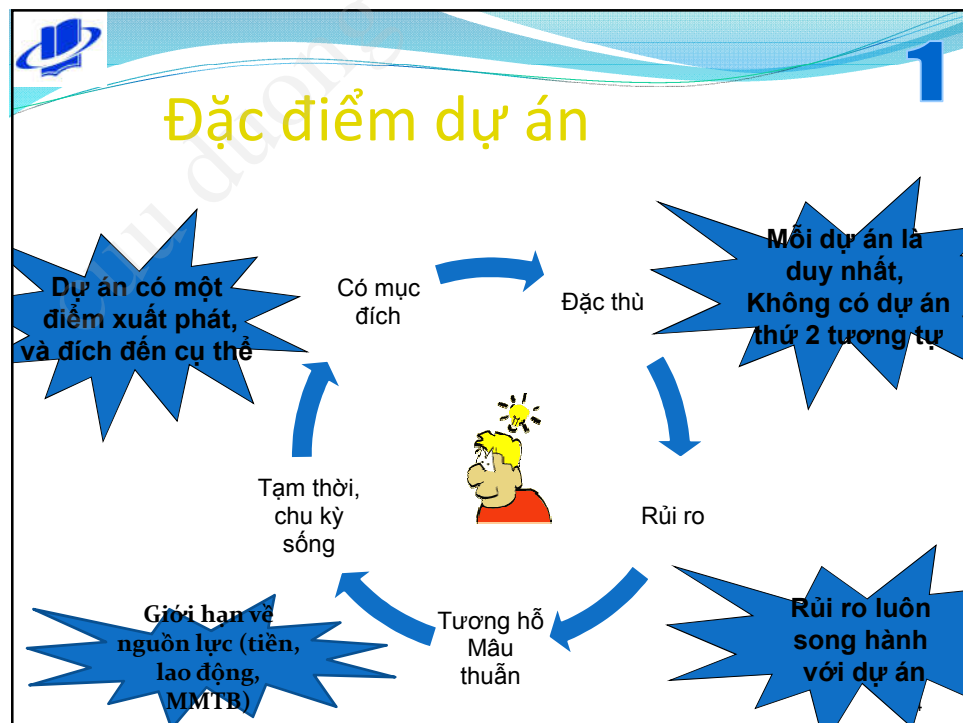 1
Đặc điểm dự án
Dự án có một
điểm xuất phát,
và đích đến cụ thể
Có mục
đích
Đặc thù
Mỗi dự án là
duy nhất,
Không có dự án
thứ 2 tương tự
Tạm thời,
chu kỳ
sống
Rủi ro
Tương hỗ
Mâu
thuẫn
Giới hạn về
nguồn lực (tiền,
lao động,
MMTB)
Rủi ro luôn
song hành
với dự án